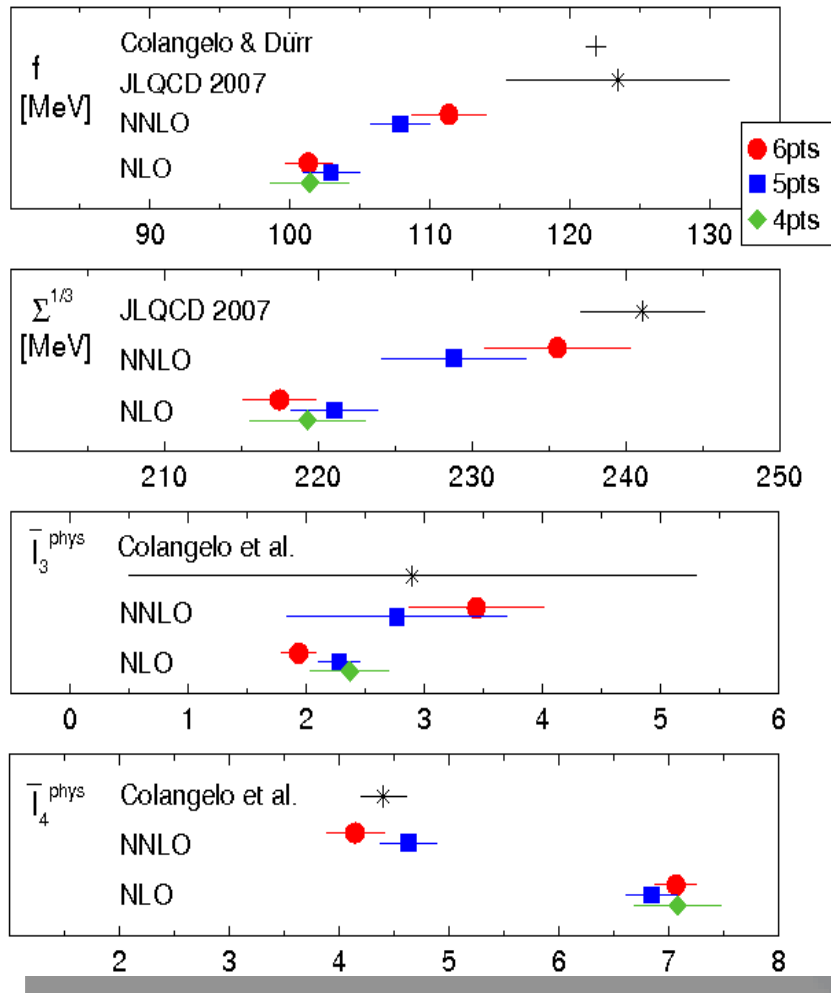 f
[MeV]
Colangelo & Dürr
JLQCD 2007
NNLO
NLO
6pts
5pts
4pts
90 100 110 120 130
Σ^1/3
[MeV]
JLQCD 2007
NNLO
NLO
210 220 230 240 250
l̄_3^phys
Colangelo et al.
NNLO
NLO
0 1 2 3 4 5 6
l̄_4^phys
Colangelo et al.
NNLO
NLO
2 3 4 5 6 7 8